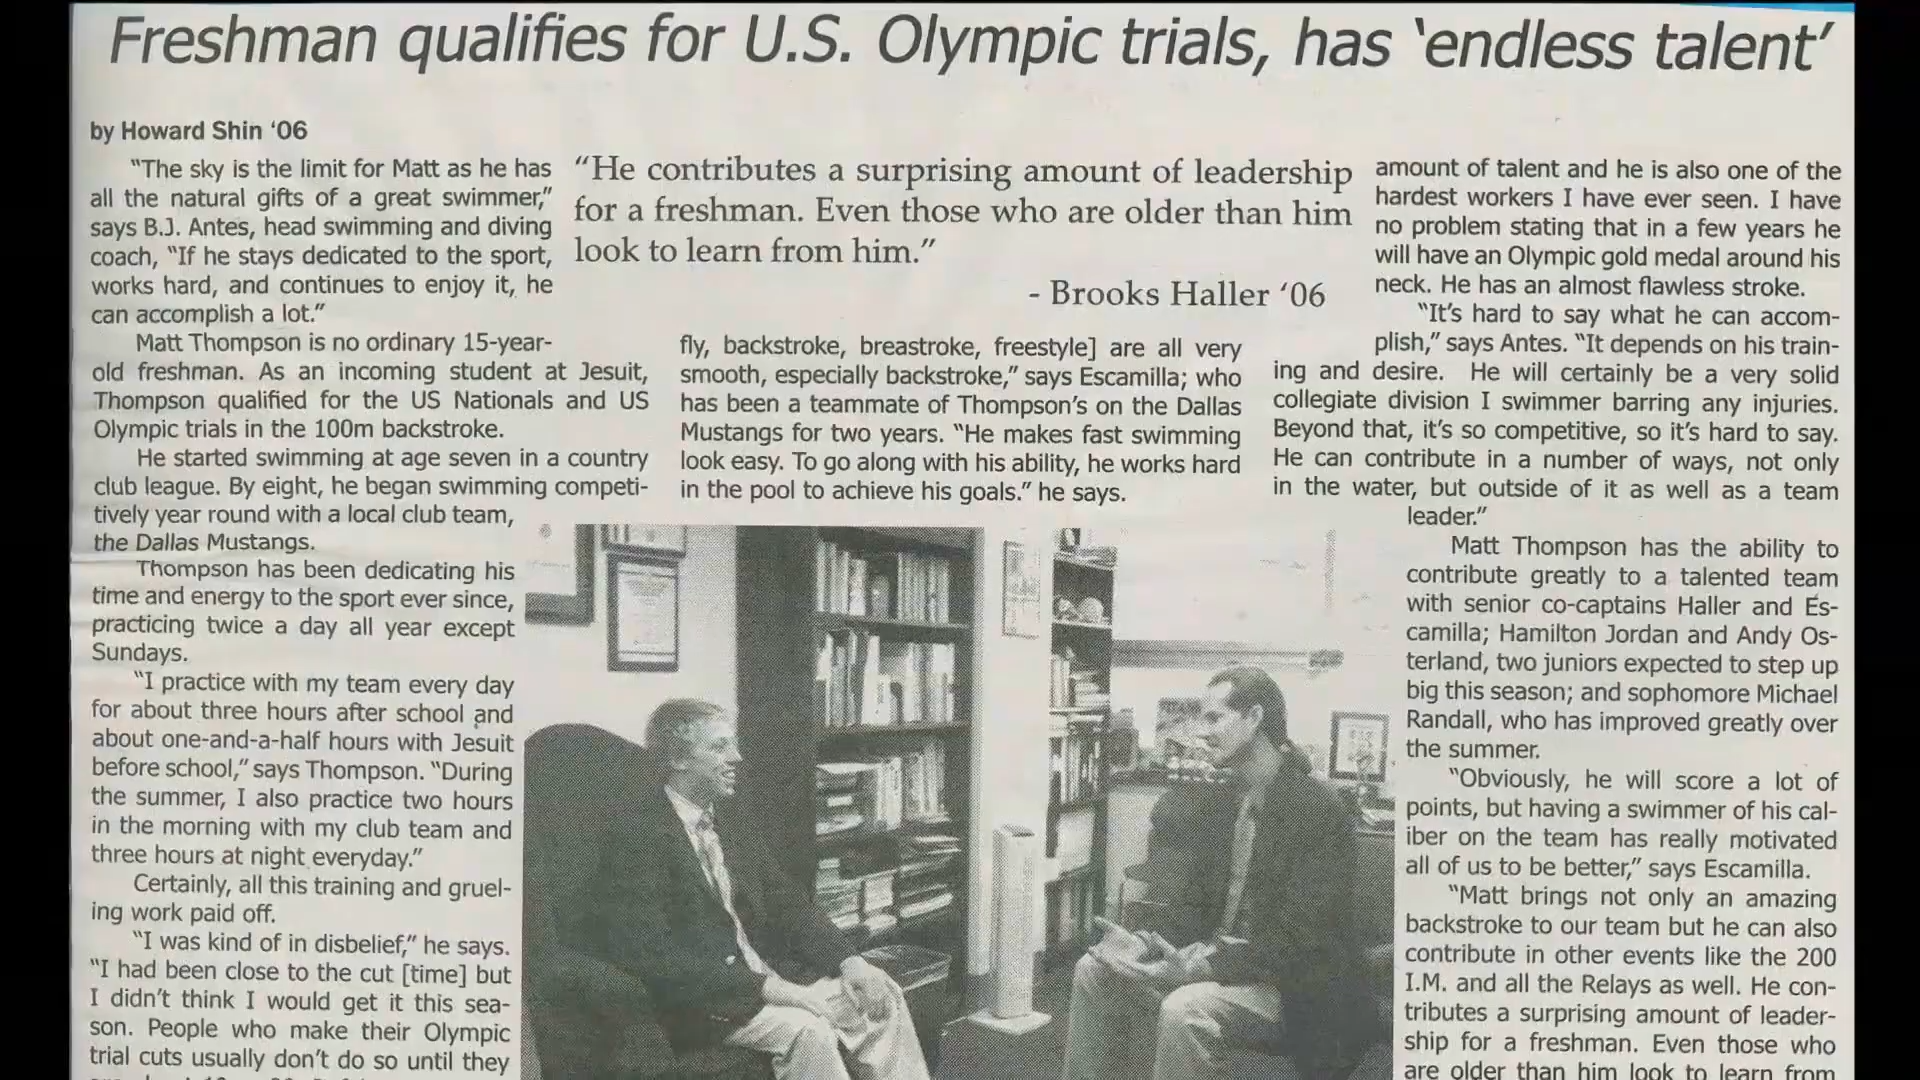 Freshman qualifies for U.S. Olympic trials, has ‘endless talent’
by Howard Shin ‘06
“The sky is the limit for Matt as he has
all the natural gifts of a great swimmer,”
says B.J. Antes, head swimming and diving
coach, “If he stays dedicated to the sport,
works hard, and continues to enjoy it, he
can accomplish a lot.”
Matt Thompson is no ordinary 15-year-
old freshman. As an incoming student at Jesuit,
Thompson qualified for the US Nationals and US
Olympic trials in the 100m backstroke.
He started swimming at age seven in a country
club league. By eight, he began swimming competi-
tively year round with a local club team,
the Dallas Mustangs.
Thompson has been dedicating his
time and energy to the sport ever since,
practicing twice a day all year except
Sundays.
“I practice with my team every day
for about three hours after school and
about one-and-a-half hours with Jesuit
before school,” says Thompson. “During
the summer, I also practice two hours
in the morning with my club team and
three hours at night everyday.”
Certainly, all this training and gruel-
ing work paid off.
“I was kind of in disbelief,” he says.
“I had been close to the cut [time] but
I didn’t think I would get it this sea-
son. People who make their Olympic
trial cuts usually don’t do so until they
“He contributes a surprising amount of leadership
for a freshman. Even those who are older than him
look to learn from him.”
- Brooks Haller ‘06
fly, backstroke, breastroke, freestyle] are all very
smooth, especially backstroke,” says Escamilla; who
has been a teammate of Thompson’s on the Dallas
Mustangs for two years. “He makes fast swimming
look easy. To go along with his ability, he works hard
in the pool to achieve his goals.” he says.
amount of talent and he is also one of the
hardest workers I have ever seen. I have
no problem stating that in a few years he
will have an Olympic gold medal around his
neck. He has an almost flawless stroke.
“It’s hard to say what he can accom-
plish,” says Antes. “It depends on his train-
ing and desire. He will certainly be a very solid
collegiate division I swimmer barring any injuries.
Beyond that, it’s so competitive, so it’s hard to say.
He can contribute in a number of ways, not only
in the water, but outside of it as well as a team
leader.”
Matt Thompson has the ability to
contribute greatly to a talented team
with senior co-captains Haller and Es-
camilla; Hamilton Jordan and Andy Os-
terland, two juniors expected to step up
big this season; and sophomore Michael
Randall, who has improved greatly over
the summer.
“Obviously, he will score a lot of
points, but having a swimmer of his cal-
iber on the team has really motivated
all of us to be better,” says Escamilla.
“Matt brings not only an amazing
backstroke to our team but he can also
contribute in other events like the 200
I.M. and all the Relays as well. He con-
tributes a surprising amount of leader-
ship for a freshman. Even those who
are older than him look to learn from